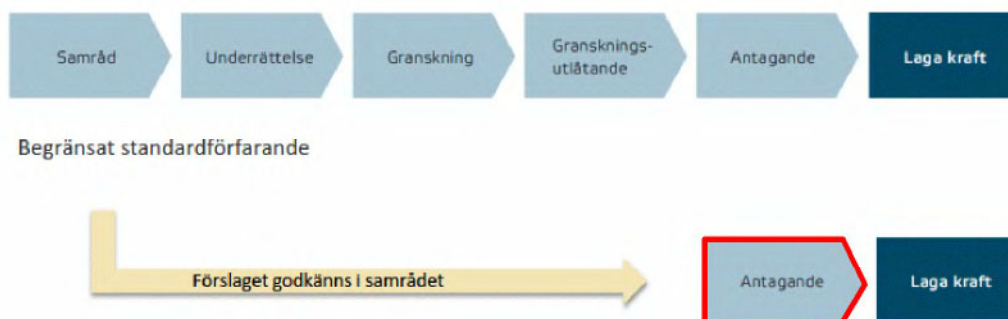 Samråd
Underrättelse
Granskning
Gransknings-
utlåtande
Antagande
Laga kraft
Begränsat standardförfarande
Förslaget godkänns i samrådet
Antagande
Laga kraft